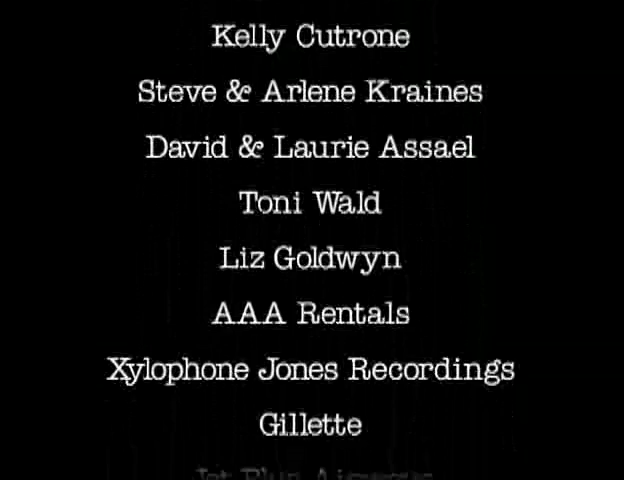 Kelly Cutrone
Steve & Arlene Kraines
David & Laurie Assael
Toni Wald
Liz Goldwyn
AAA Rentals
Xylophone Jones Recordings
Gillette